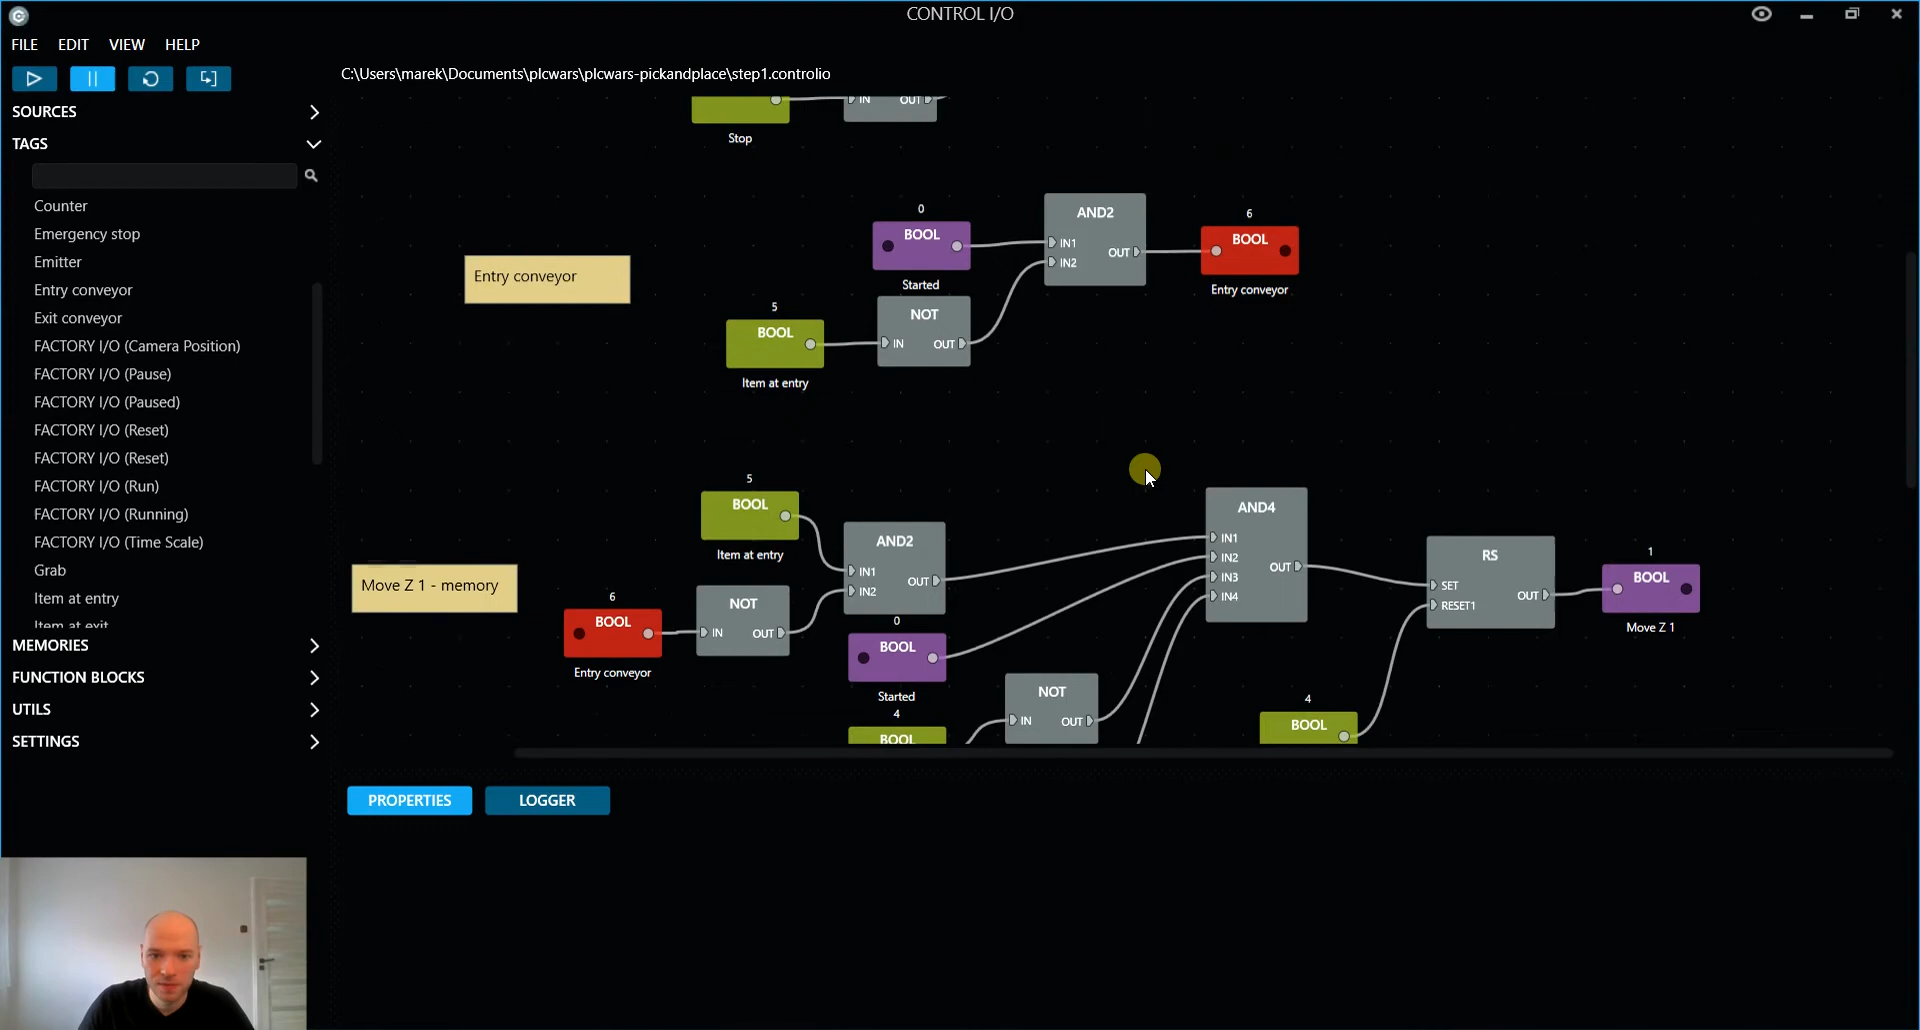 CONTROL I/O
FILE EDIT VIEW HELP
C:\Users\marek\Documents\plcwars\plcwars-pickandplace\step1.controlio
SOURCES
TAGS
Counter
Emergency stop
Emitter
Entry conveyor
Exit conveyor
FACTORY I/O (Camera Position)
FACTORY I/O (Pause)
FACTORY I/O (Paused)
FACTORY I/O (Reset)
FACTORY I/O (Reset)
FACTORY I/O (Run)
FACTORY I/O (Running)
FACTORY I/O (Time Scale)
Grab
Item at entry
Item at exit
MEMORIES
FUNCTION BLOCKS
UTILS
SETTINGS
IN OUT
Stop
Entry conveyor
0
BOOL
Started
AND2
IN1
IN2
OUT
6
BOOL
Entry conveyor
5
BOOL
Item at entry
NOT
IN OUT
Move Z 1 - memory
5
BOOL
Item at entry
6
BOOL
Entry conveyor
NOT
IN OUT
AND2
IN1
IN2
OUT
0
BOOL
Started
4
BOOL
NOT
IN OUT
AND4
IN1
IN2
IN3
IN4
OUT
4
BOOL
RS
SET
RESET1
OUT
1
BOOL
Move Z 1
PROPERTIES LOGGER